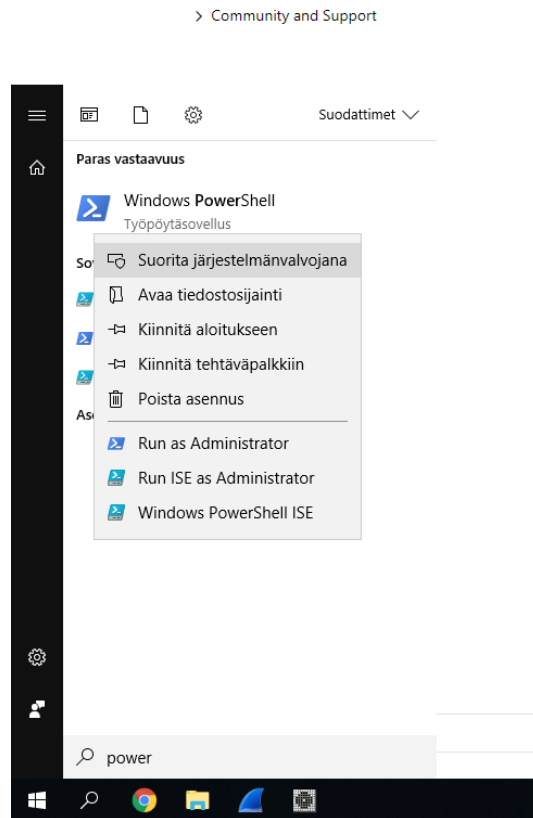 Community and Support
Suodattimet
Paras vastaavuus
Windows PowerShell
Työpöytäsovellus
Suorita järjestelmänvalvojana
Avaa tiedostosijainti
Kiinnitä aloitukseen
Kiinnitä tehtäväpalkkiin
Poista asennus
Run as Administrator
Run ISE as Administrator
Windows PowerShell ISE
power